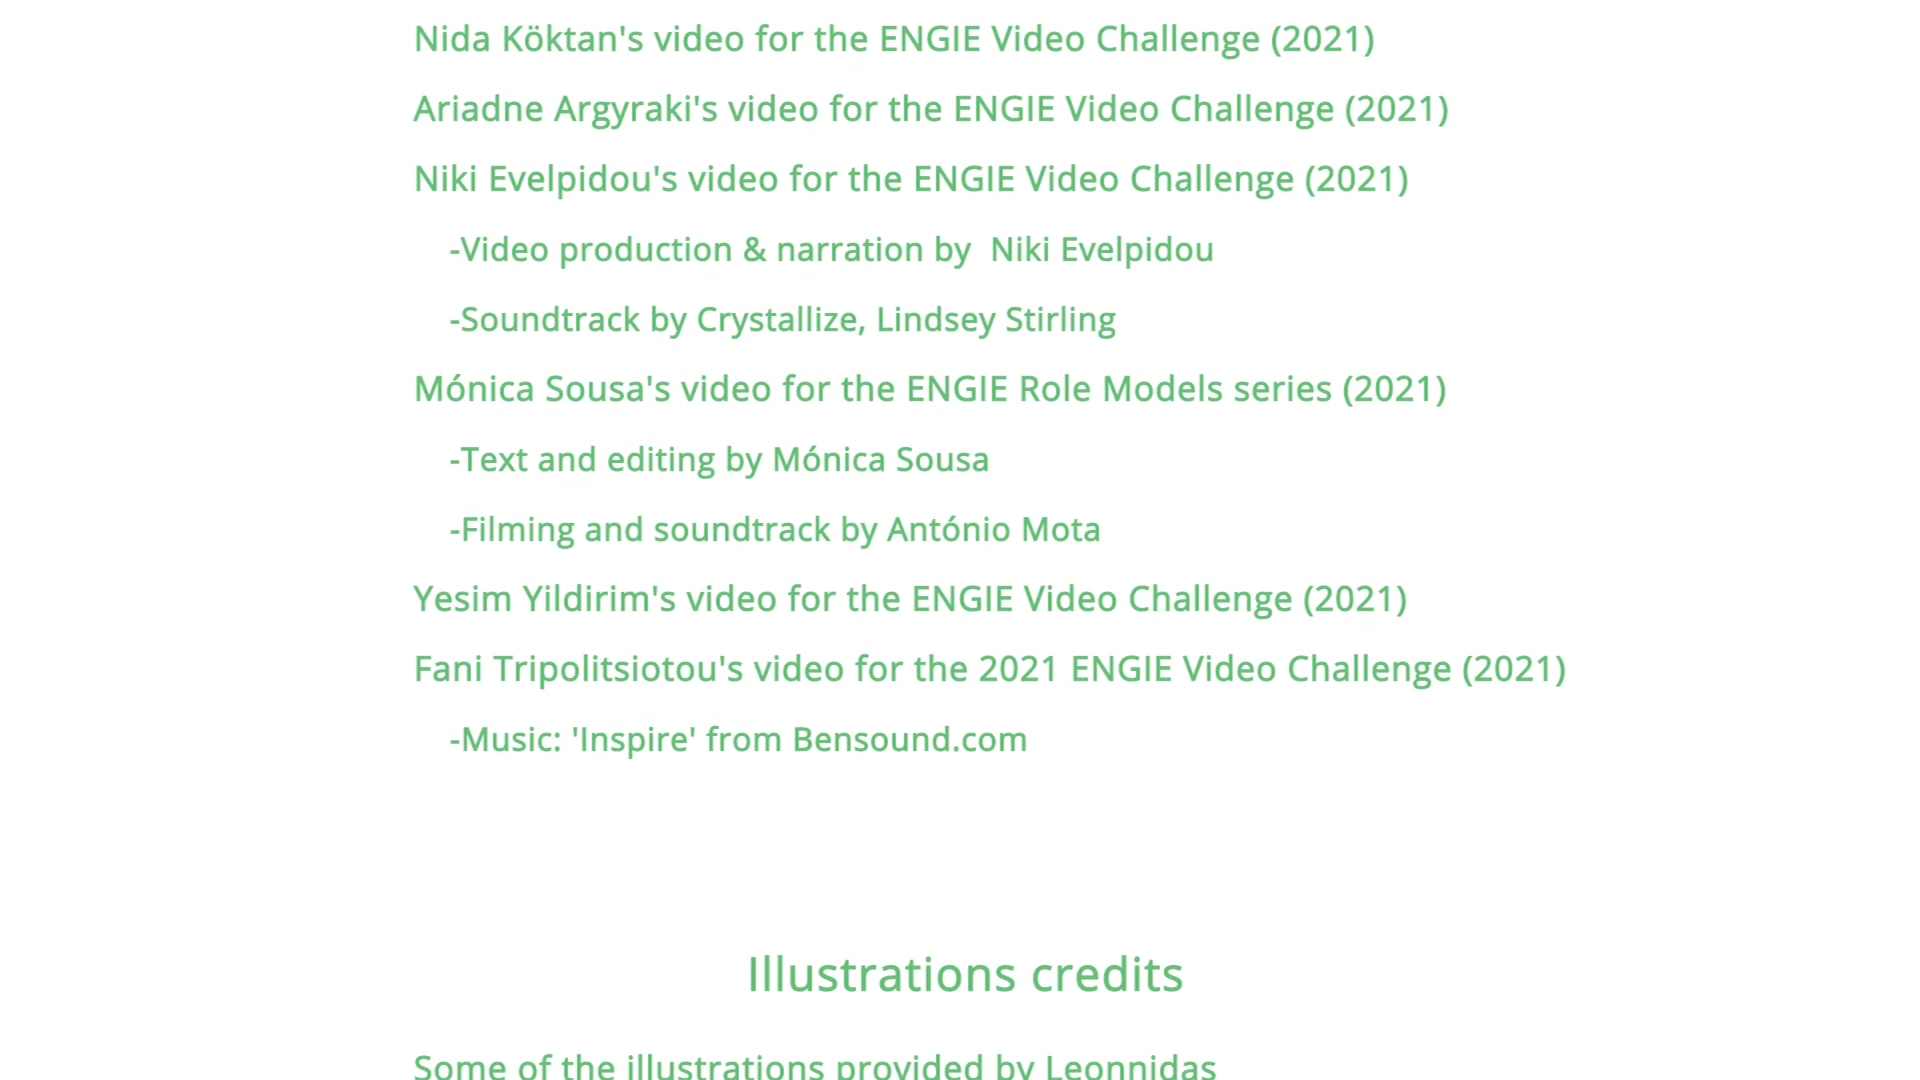 Nida Köktan's video for the ENGIE Video Challenge (2021)
Ariadne Argyraki's video for the ENGIE Video Challenge (2021)
Niki Evelpidou's video for the ENGIE Video Challenge (2021)
-Video production & narration by  Niki Evelpidou
-Soundtrack by Crystallize, Lindsey Stirling
Mónica Sousa's video for the ENGIE Role Models series (2021)
-Text and editing by Mónica Sousa
-Filming and soundtrack by António Mota
Yesim Yildirim's video for the ENGIE Video Challenge (2021)
Fani Tripolitsiotou's video for the 2021 ENGIE Video Challenge (2021)
-Music: 'Inspire' from Bensound.com
Illustrations credits
Some of the illustrations provided by Leonnidas